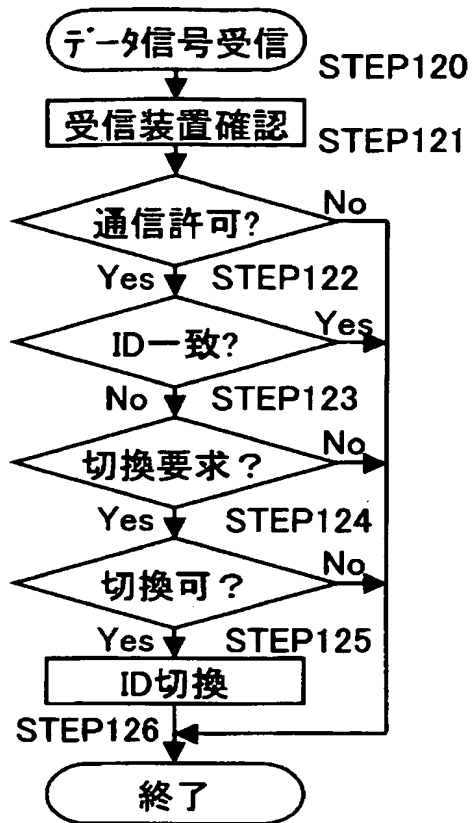 データ信号受信
STEP120
受信装置確認
STEP121
通信許可?
No
Yes
STEP122
ID一致?
Yes
No
STEP123
切換要求?
No
Yes
STEP124
切換可?
No
Yes
STEP125
ID切換
STEP126
終了